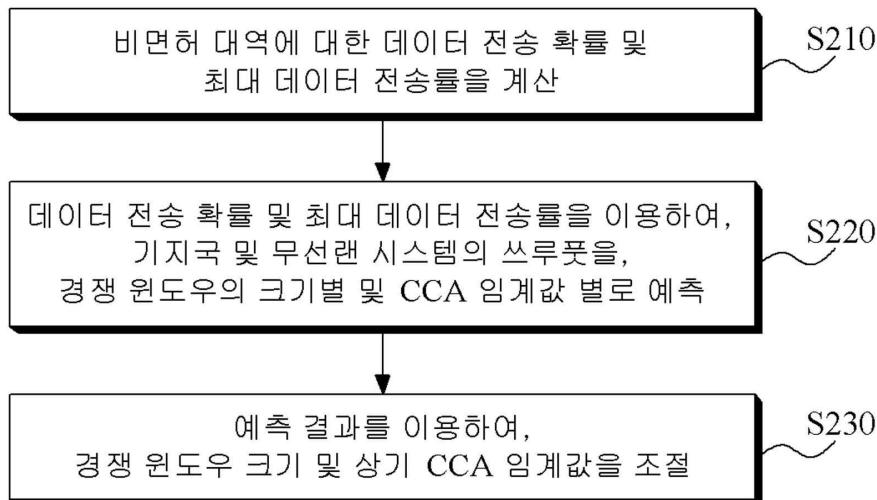 비면허 대역에 대한 데이터 전송 확률 및
최대 데이터 전송률을 계산
S210
데이터 전송 확률 및 최대 데이터 전송률을 이용하여,
기지국 및 무선랜 시스템의 쓰루풋을,
경쟁 윈도우의 크기별 및 CCA 임계값 별로 예측
S220
예측 결과를 이용하여,
경쟁 윈도우 크기 및 상기 CCA 임계값을 조절
S230